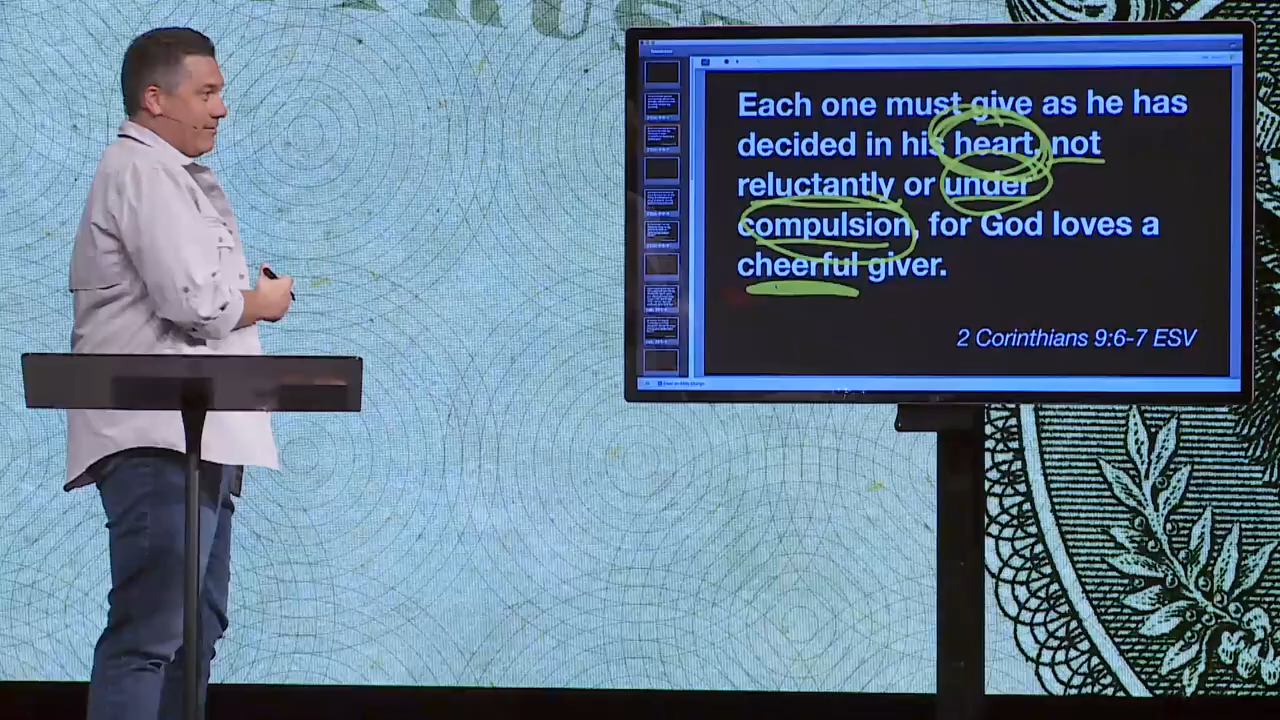 Each one must give as he has
decided in his heart, not
reluctantly or under
compulsion, for God loves a
cheerful giver.
2 Corinthians 9:6-7 ESV